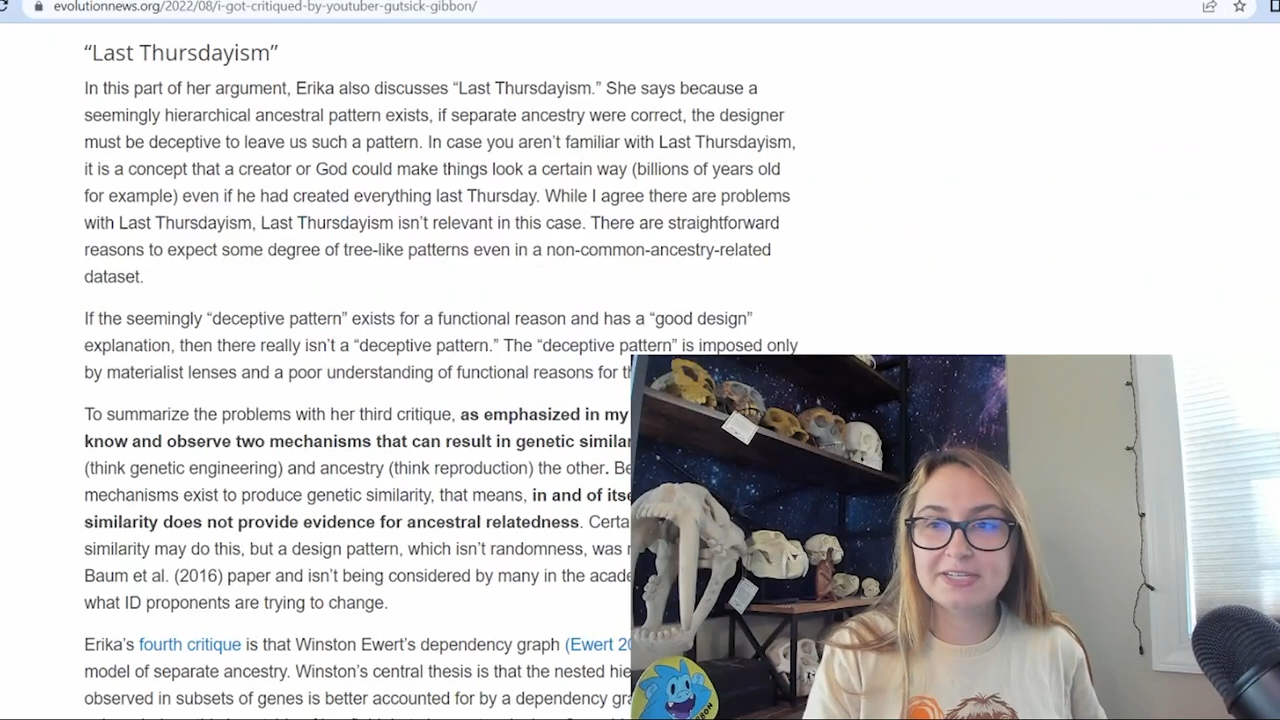 evolutionnews.org/2022/08/i-got-critiqued-by-youtuber-gutsick-gibbon/
“Last Thursdayism”
In this part of her argument, Erika also discusses “Last Thursdayism.” She says because a
seemingly hierarchical ancestral pattern exists, if separate ancestry were correct, the designer
must be deceptive to leave us such a pattern. In case you aren’t familiar with Last Thursdayism,
it is a concept that a creator or God could make things look a certain way (billions of years old
for example) even if he had created everything last Thursday. While I agree there are problems
with Last Thursdayism, Last Thursdayism isn’t relevant in this case. There are straightforward
reasons to expect some degree of tree-like patterns even in a non-common-ancestry-related
dataset.
If the seemingly “deceptive pattern” exists for a functional reason and has a “good design”
explanation, then there really isn’t a “deceptive pattern.” The “deceptive pattern” is imposed only
by materialist lenses and a poor understanding of functional reasons for
To summarize the problems with her third critique, as emphasized in my
know and observe two mechanisms that can result in genetic
(think genetic engineering) and ancestry (think reproduction) the other.
mechanisms exist to produce genetic similarity, that means, in and of
similarity does not provide evidence for ancestral relatedness.
similarity may do this, but a design pattern, which isn’t randomness, was
Baum et al. (2016) paper and isn’t being considered by many in the
what ID proponents are trying to change.
Erika’s fourth critique is that Winston Ewert’s dependency graph (Ewert
model of separate ancestry. Winston’s central thesis is that the nested
observed in subsets of genes is better accounted for by a dependency